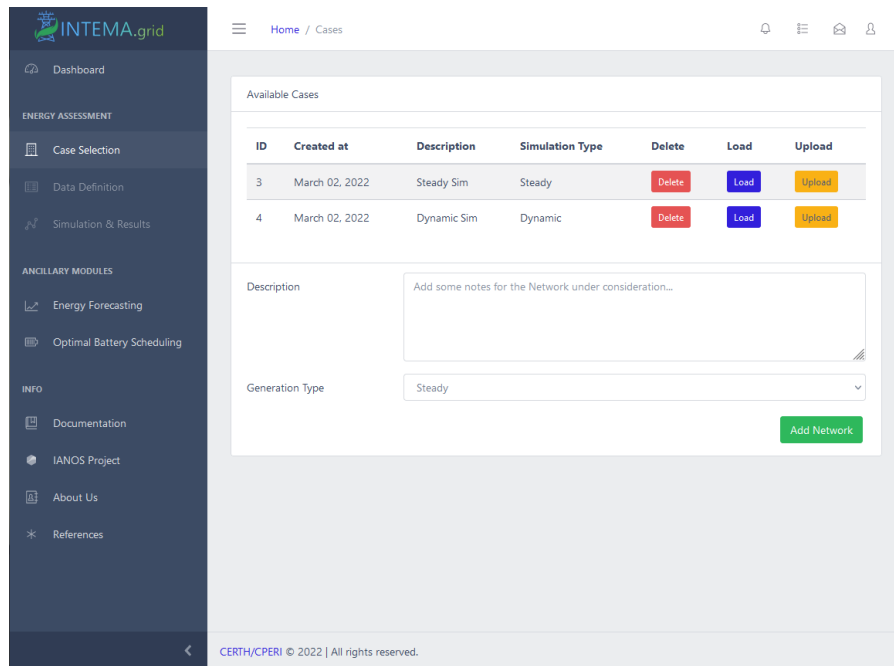 INTEMA.grid
Home / Cases
Dashboard
ENERGY ASSESSMENT
Case Selection
Data Definition
Simulation & Results
ANCILLARY MODULES
Energy Forecasting
Optimal Battery Scheduling
INFO
Documentation
IANOS Project
About Us
References
Available Cases
ID Created at Description Simulation Type Delete Load Upload
3 March 02, 2022 Steady Sim Steady Delete Load Upload
4 March 02, 2022 Dynamic Sim Dynamic Delete Load Upload
Description Add some notes for the Network under consideration...
Generation Type Steady
Add Network
CERTH/CPERI © 2022 | All rights reserved.